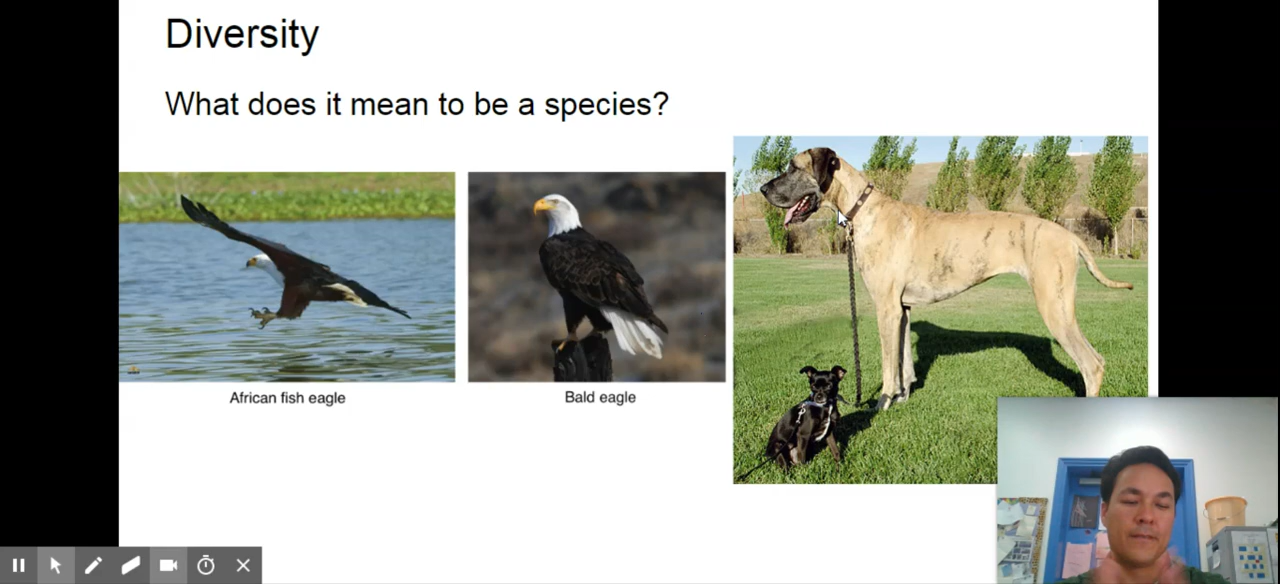 Diversity
What does it mean to be a species?
African fish eagle
Bald eagle